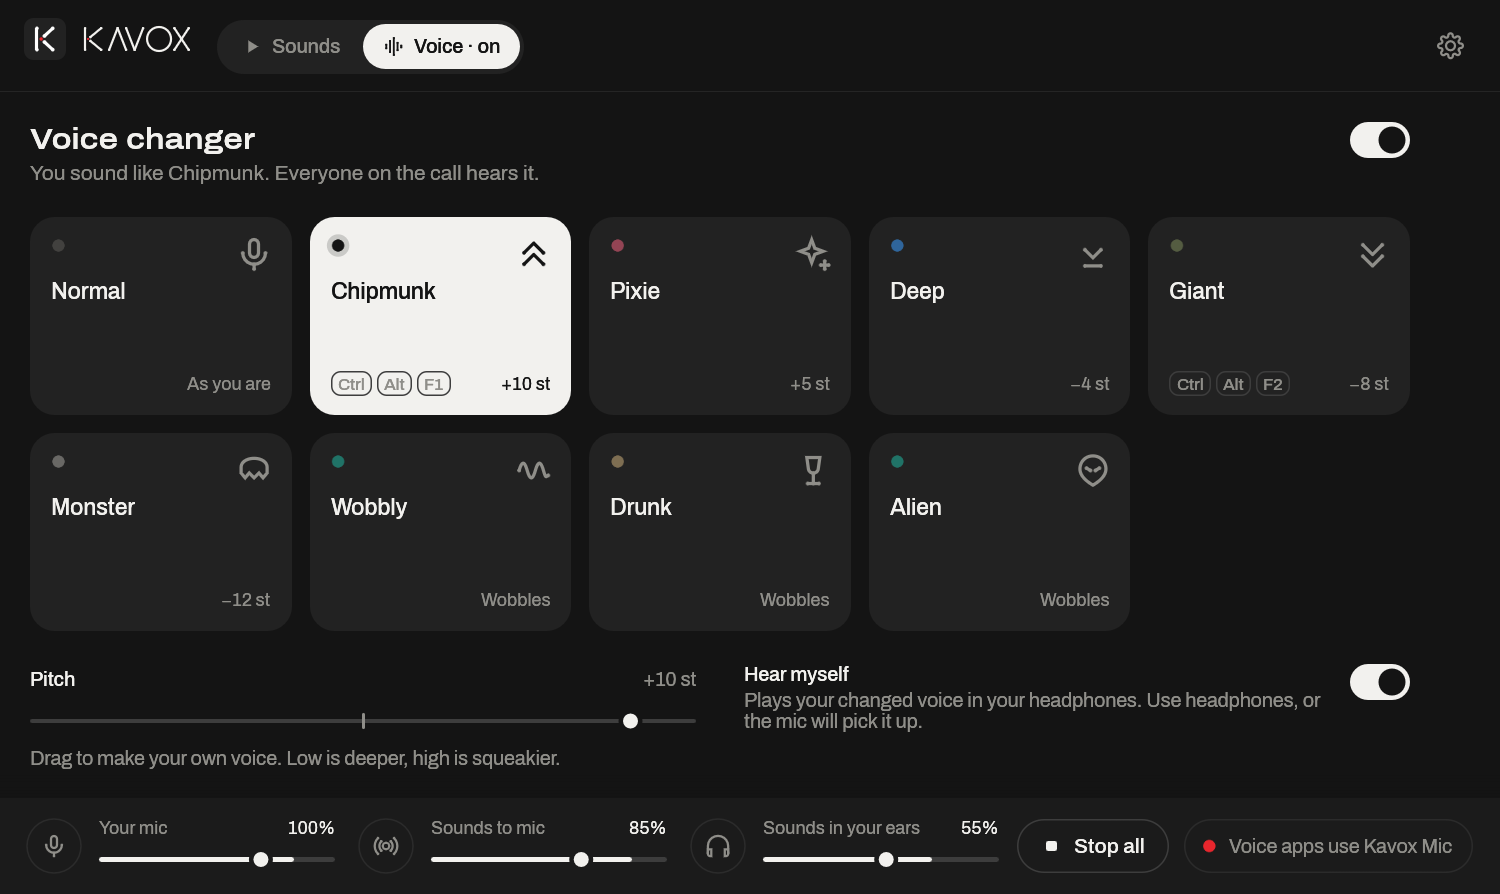 KAVOX
Sounds
Voice · on
Voice changer
You sound like Chipmunk. Everyone on the call hears it.
Normal
As you are
Chipmunk
Ctrl Alt F1 +10 st
Pixie
+5 st
Deep
−4 st
Giant
Ctrl Alt F2 −8 st
Monster
−12 st
Wobbly
Wobbles
Drunk
Wobbles
Alien
Wobbles
Pitch +10 st
Drag to make your own voice. Low is deeper, high is squeakier.
Hear myself
Plays your changed voice in your headphones. Use headphones, or
the mic will pick it up.
Your mic 100%
Sounds to mic 85%
Sounds in your ears 55%
Stop all
Voice apps use Kavox Mic